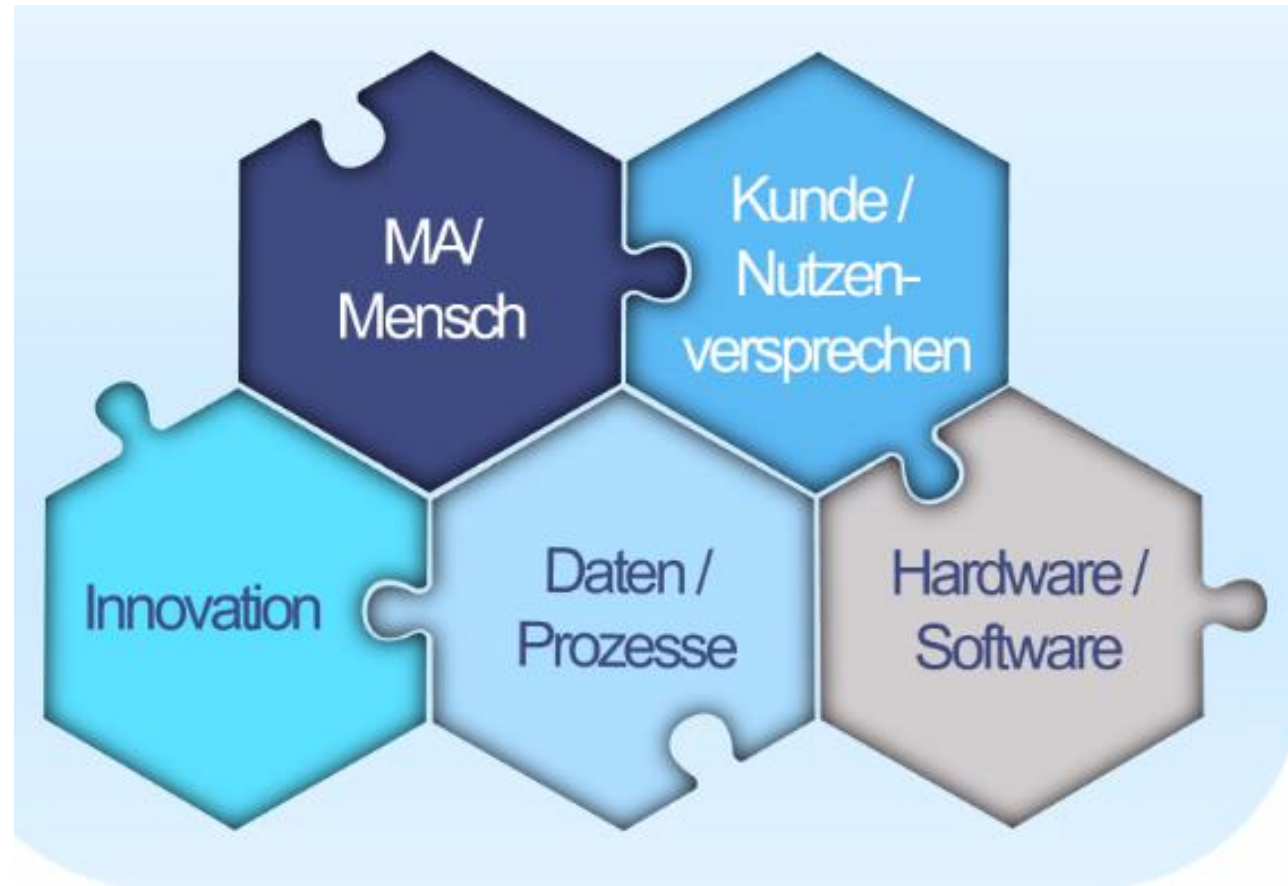 MA/
Mensch
Kunde /
Nutzen-
versprechen
Innovation
Daten /
Prozesse
Hardware /
Software